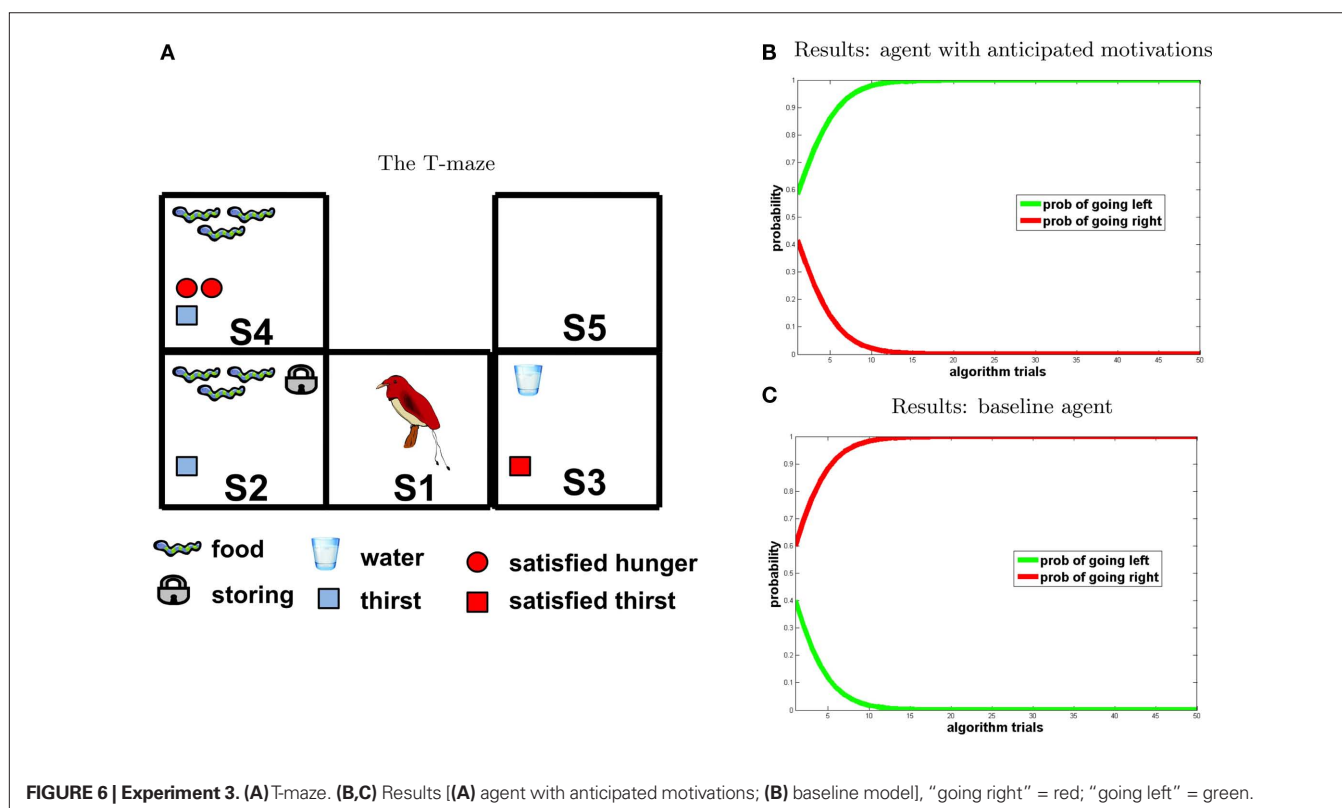 A
The T-maze
S4
S5
S2
S1
S3
food
water
satisfied hunger
storing
thirst
satisfied thirst
B Results: agent with anticipated motivations
1
0.9
0.8
0.7
0.6
0.5
0.4
0.3
0.2
0.1
0
probability
prob of going left
prob of going right
5 10 15 20 25 30 35 40 45 50
algorithm trials
C Results: baseline agent
1
0.9
0.8
0.7
0.6
0.5
0.4
0.3
0.2
0.1
0
probability
prob of going left
prob of going right
5 10 15 20 25 30 35 40 45 50
algorithm trials
FIGURE 6 | Experiment 3. (A) T-maze. (B,C) Results [(A) agent with anticipated motivations; (B) baseline model], “going right” = red; “going left” = green.